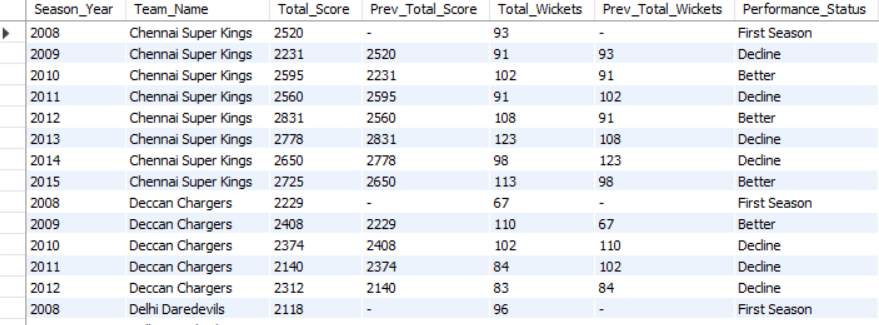 Season_Year Team_Name Total_Score Prev_Total_Score Total_Wickets Prev_Total_Wickets Performance_Status
2008 Chennai Super Kings 2520 - 93 - First Season
2009 Chennai Super Kings 2231 2520 91 93 Decline
2010 Chennai Super Kings 2595 2231 102 91 Better
2011 Chennai Super Kings 2560 2595 91 102 Decline
2012 Chennai Super Kings 2831 2560 108 91 Better
2013 Chennai Super Kings 2778 2831 123 108 Decline
2014 Chennai Super Kings 2650 2778 98 123 Decline
2015 Chennai Super Kings 2725 2650 113 98 Better
2008 Deccan Chargers 2229 - 67 - First Season
2009 Deccan Chargers 2408 2229 110 67 Better
2010 Deccan Chargers 2374 2408 102 110 Decline
2011 Deccan Chargers 2140 2374 84 102 Decline
2012 Deccan Chargers 2312 2140 83 84 Decline
2008 Delhi Daredevils 2118 - 96 - First Season